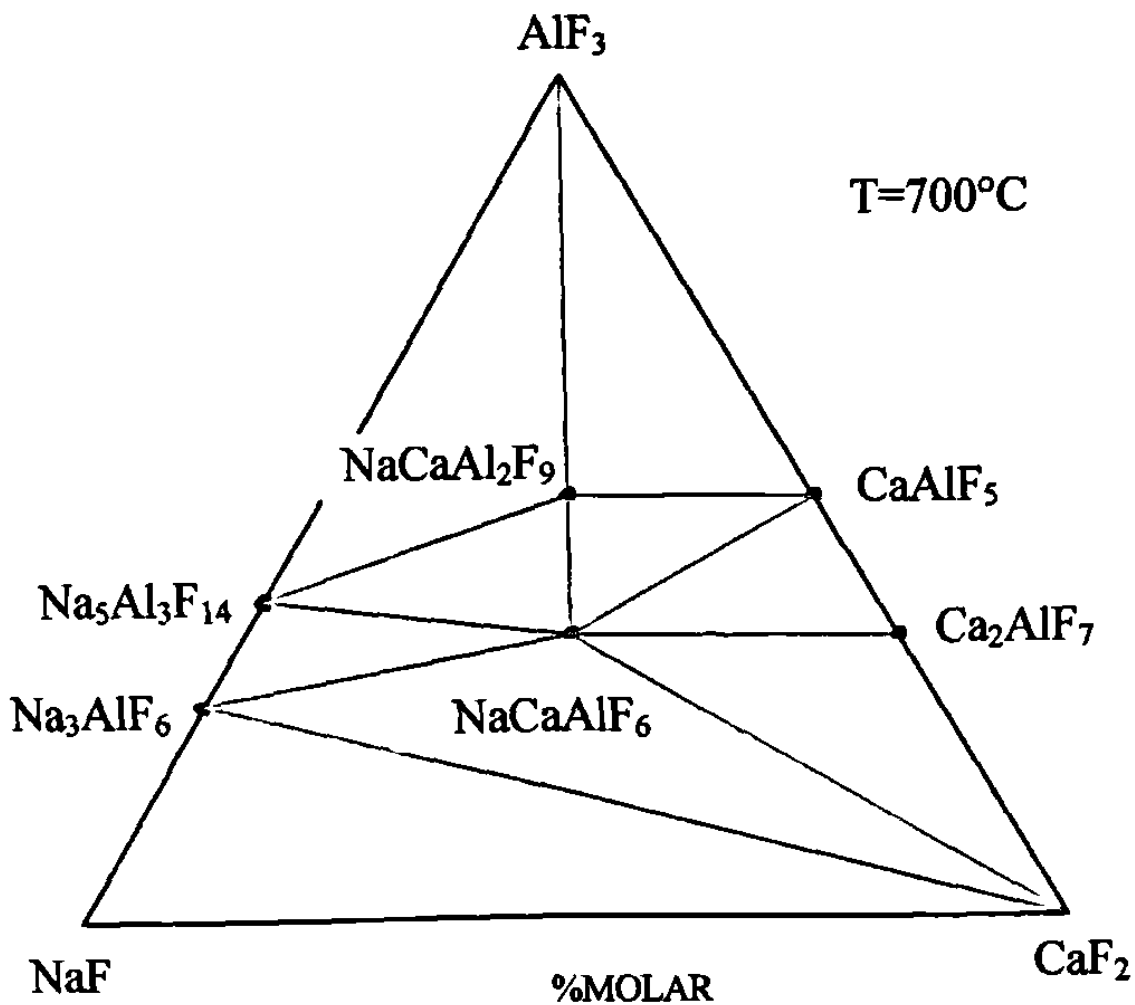 AlF₃
T=700°C
NaCaAl₂F₉
CaAlF₅
Na₅Al₃F₁₄
Ca₂AlF₇
Na₃AlF₆
NaCaAlF₆
NaF
CaF₂
%MOLAR